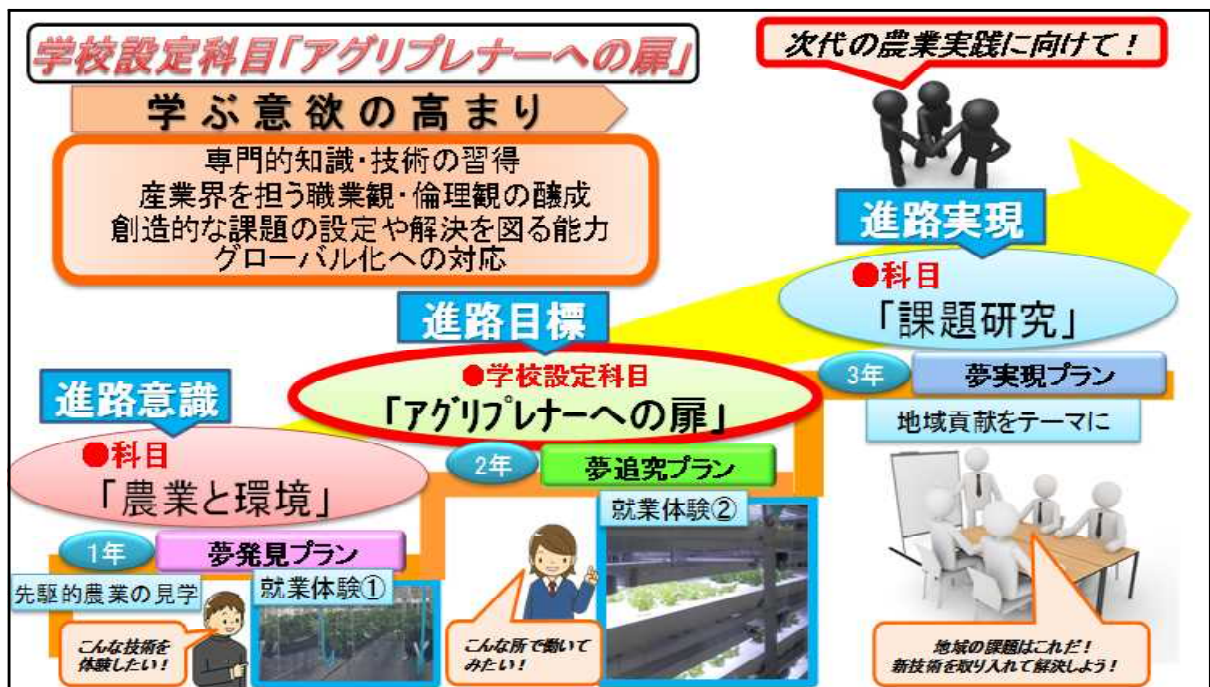 学校設定科目「アグリプレナーへの扉」
次代の農業実践に向けて！
学ぶ意欲の高まり
専門的知識・技術の習得
産業界を担う職業観・倫理観の醸成
創造的な課題の設定や解決を図る能力
グローバル化への対応
進路実現
●科目
「課題研究」
3年
夢実現プラン
地域貢献をテーマに
地域の課題はこれだ！
新技術を取り入れて解決しよう！
進路目標
●学校設定科目
「アグリプレナーへの扉」
2年
夢追究プラン
就業体験②
こんな所で働いて
みたい！
進路意識
●科目
「農業と環境」
1年
夢発見プラン
先駆的農業の見学
就業体験①
こんな技術を
体験したい！